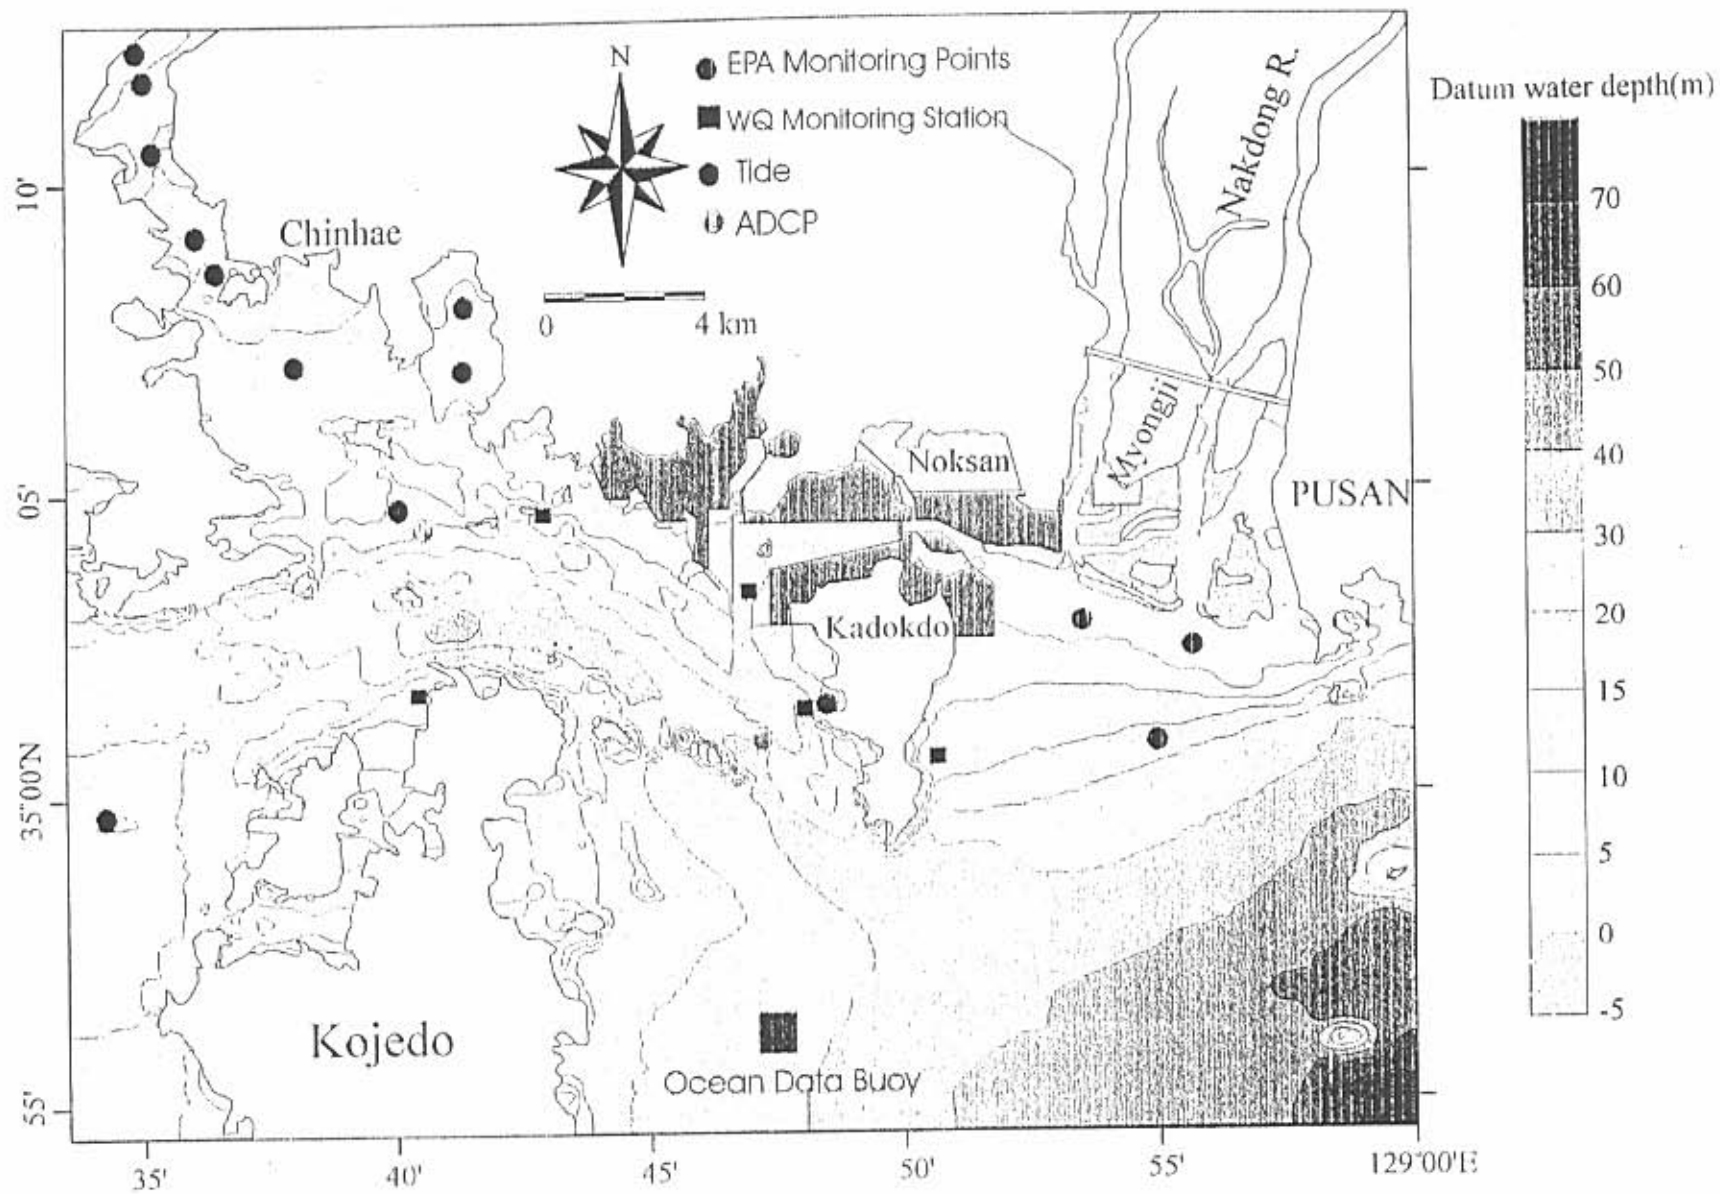 N
EPA Monitoring Points
WQ Monitoring Station
Tide
ADCP
0 4 km
Datum water depth(m)
70
60
50
40
30
20
15
10
5
0
-5
Chinhae
Nakdong R.
Myongji
Noksan
PUSAN
Kadokdo
Kojedo
Ocean Data Buoy
10'
05'
35°00'N
55'
35'
40'
45'
50'
55'
129°00'E